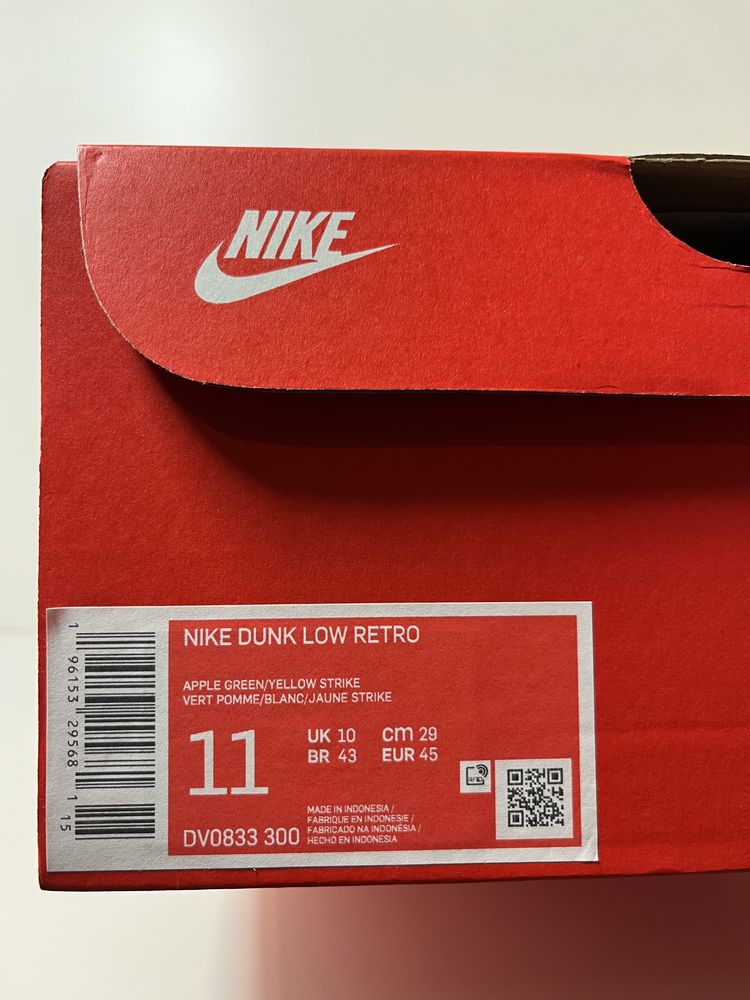 NIKE
NIKE DUNK LOW RETRO
APPLE GREEN/YELLOW STRIKE
VERT POMME/BLANC/JAUNE STRIKE
11
UK 10 cm 29
BR 43 EUR 45
RFID
MADE IN INDONESIA /
FABRIQUE EN INDONESIE /
FABRICADO NA INDONÉSIA /
HECHO EN INDONESIA
DV0833 300
1 96153 29568 1 15